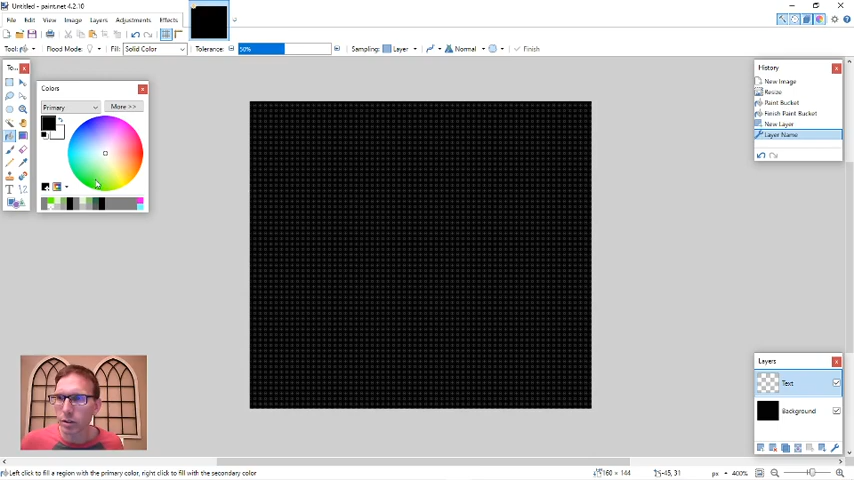 Untitled - paint.net 4.2.10
File Edit View Image Layers Adjustments Effects
Tool: Flood Mode: Fill: Solid Color Tolerance: 50% Sampling: Layer Normal Finish
To...
Colors
Primary More >>
History
New Image
Resize
Paint Bucket
Finish Paint Bucket
New Layer
Layer Name
Layers
Text
Background
Left click to fill a region with the primary color, right click to fill with the secondary color 160 × 144 -45, 31 px 400%